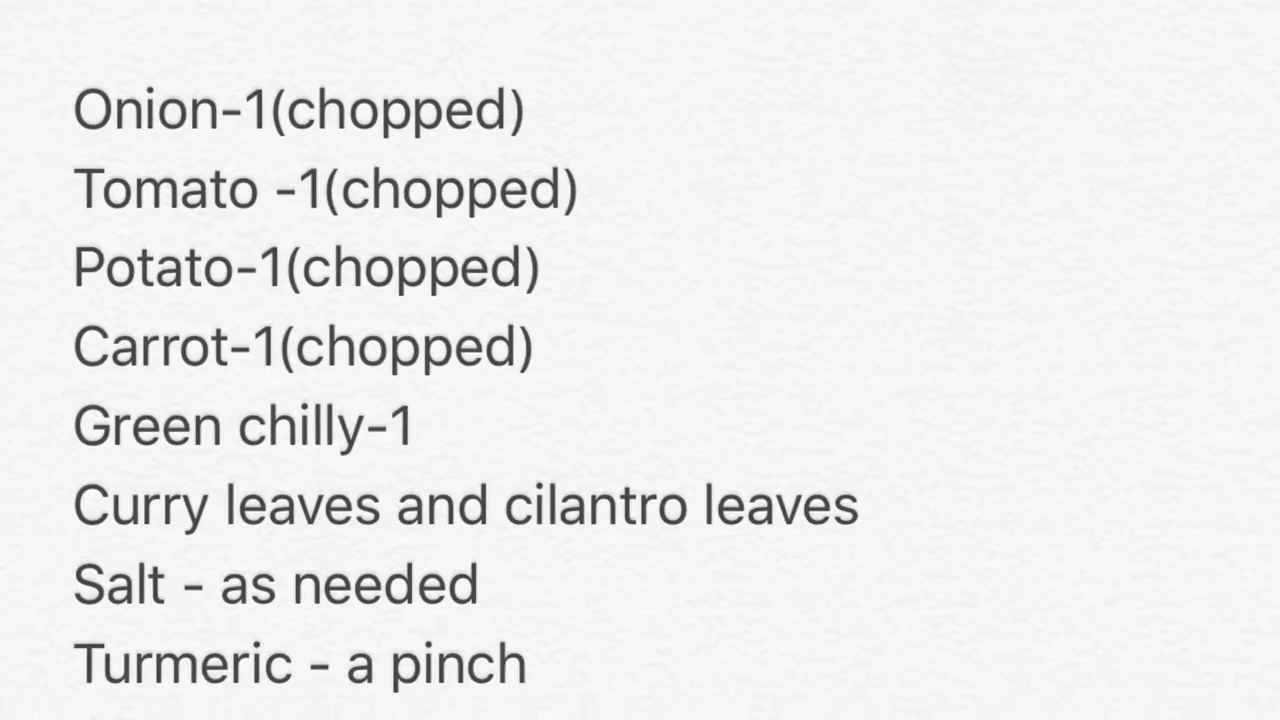 Onion-1(chopped)
Tomato -1(chopped)
Potato-1(chopped)
Carrot-1(chopped)
Green chilly-1
Curry leaves and cilantro leaves
Salt - as needed
Turmeric - a pinch